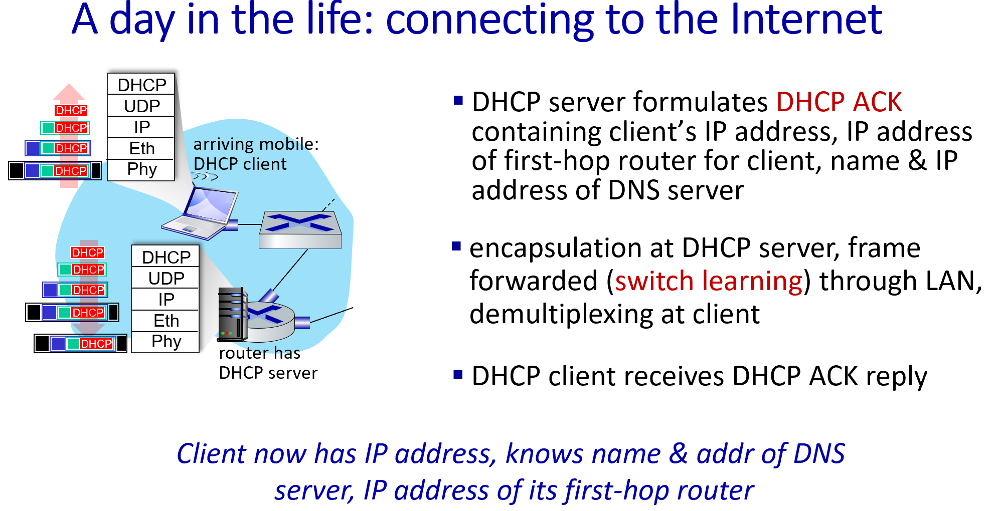 A day in the life: connecting to the Internet
DHCP
UDP
IP
Eth
Phy
DHCP
DHCP
DHCP
DHCP
arriving mobile:
DHCP client
DHCP
UDP
IP
Eth
Phy
DHCP
DHCP
DHCP
DHCP
DHCP
router has
DHCP server
▪ DHCP server formulates DHCP ACK
containing client’s IP address, IP address
of first-hop router for client, name & IP
address of DNS server
▪ encapsulation at DHCP server, frame
forwarded (switch learning) through LAN,
demultiplexing at client
▪ DHCP client receives DHCP ACK reply
Client now has IP address, knows name & addr of DNS
server, IP address of its first-hop router